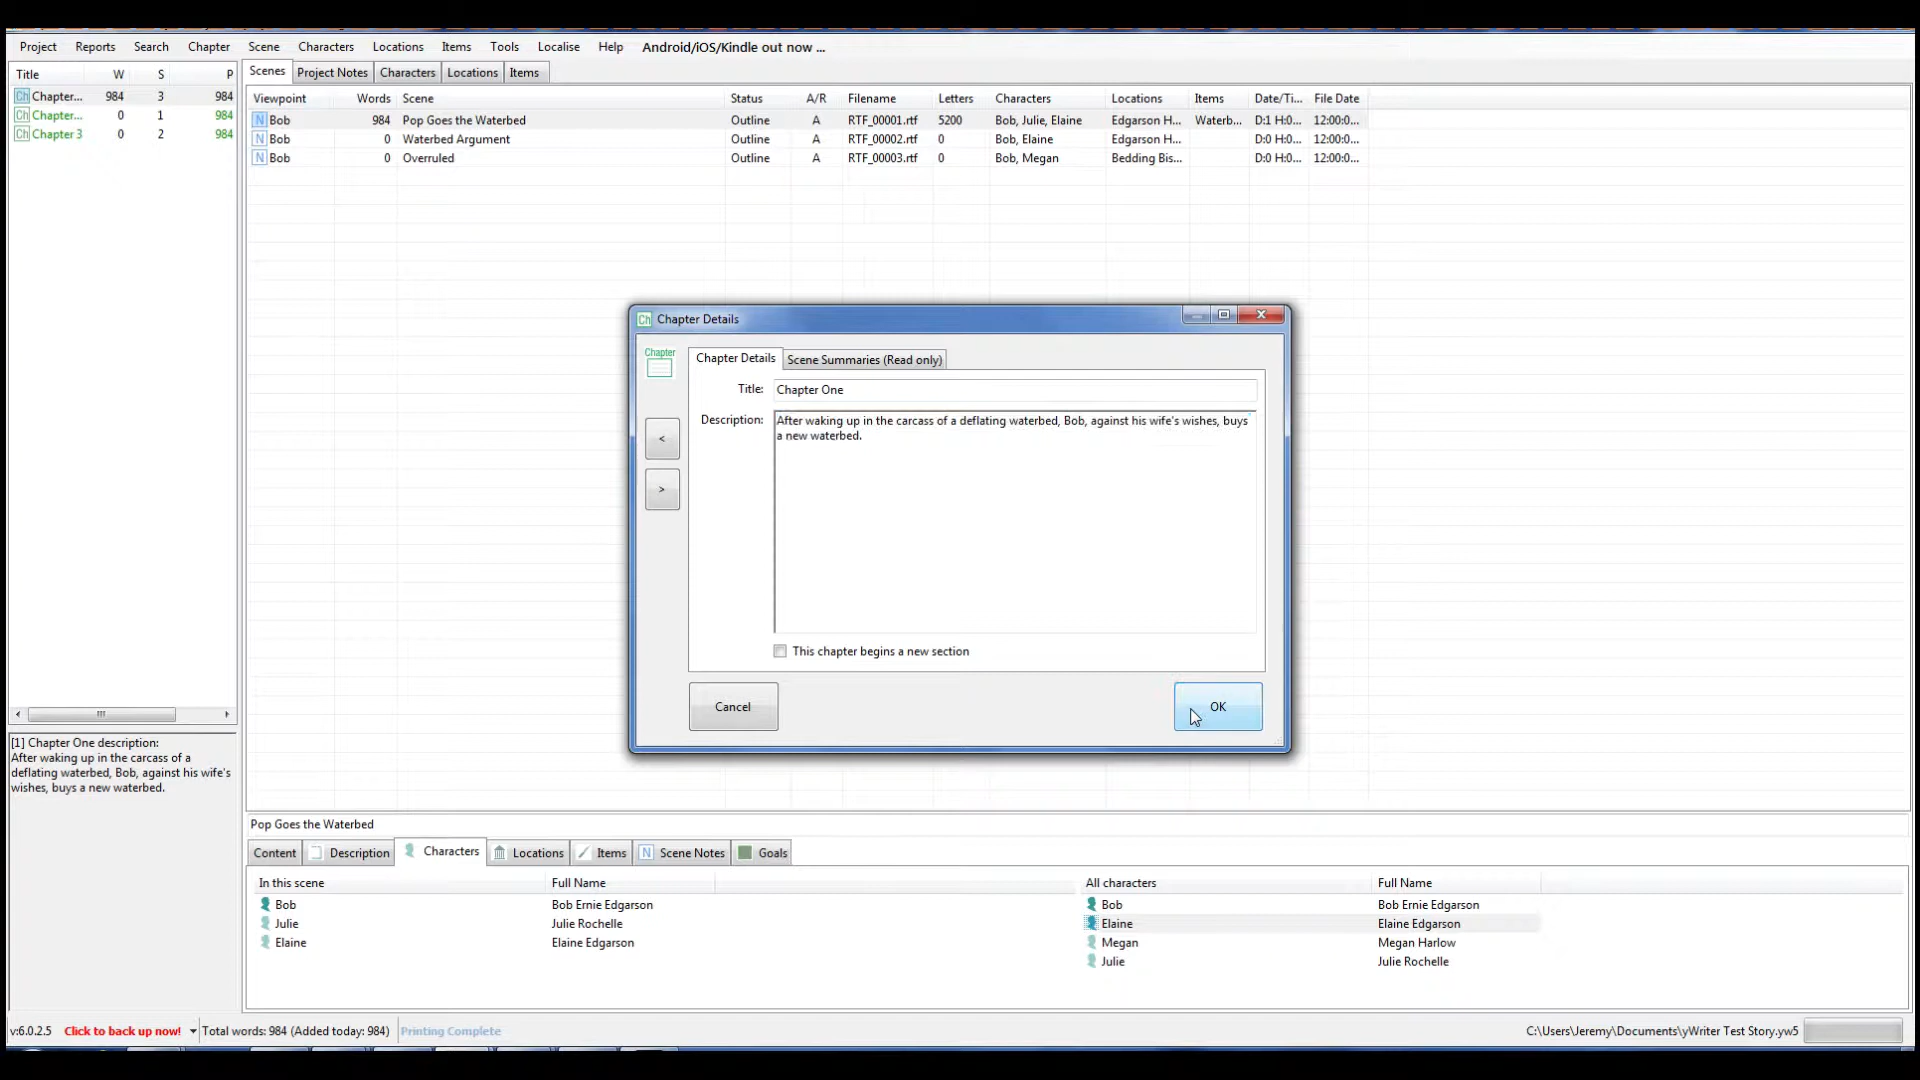 Project Reports Search Chapter Scene Characters Locations Items Tools Localise Help Android/iOS/Kindle out now ...
Title W S P
Ch Chapter... 984 3 984
Ch Chapter... 0 1 984
Ch Chapter 3 0 2 984
Scenes Project Notes Characters Locations Items
Viewpoint Words Scene Status A/R Filename Letters Characters Locations Items Date/Ti... File Date
N Bob 984 Pop Goes the Waterbed Outline A RTF_00001.rtf 5200 Bob, Julie, Elaine Edgarson H... Waterb... D:1 H:0... 12:00:0...
N Bob 0 Waterbed Argument Outline A RTF_00002.rtf 0 Bob, Elaine Edgarson H... D:0 H:0... 12:00:0...
N Bob 0 Overruled Outline A RTF_00003.rtf 0 Bob, Megan Bedding Bis... D:0 H:0... 12:00:0...
Ch Chapter Details
Chapter
Chapter Details Scene Summaries (Read only)
Title: Chapter One
Description: After waking up in the carcass of a deflating waterbed, Bob, against his wife's wishes, buys
a new waterbed.
<
>
This chapter begins a new section
Cancel OK
[1] Chapter One description:
After waking up in the carcass of a
deflating waterbed, Bob, against his wife's
wishes, buys a new waterbed.
Pop Goes the Waterbed
Content Description Characters Locations Items N Scene Notes Goals
In this scene Full Name
Bob Bob Ernie Edgarson
Julie Julie Rochelle
Elaine Elaine Edgarson
All characters Full Name
Bob Bob Ernie Edgarson
Elaine Elaine Edgarson
Megan Megan Harlow
Julie Julie Rochelle
v:6.0.2.5 Click to back up now! Total words: 984 (Added today: 984) Printing Complete C:\Users\Jeremy\Documents\yWriter Test Story.yw5